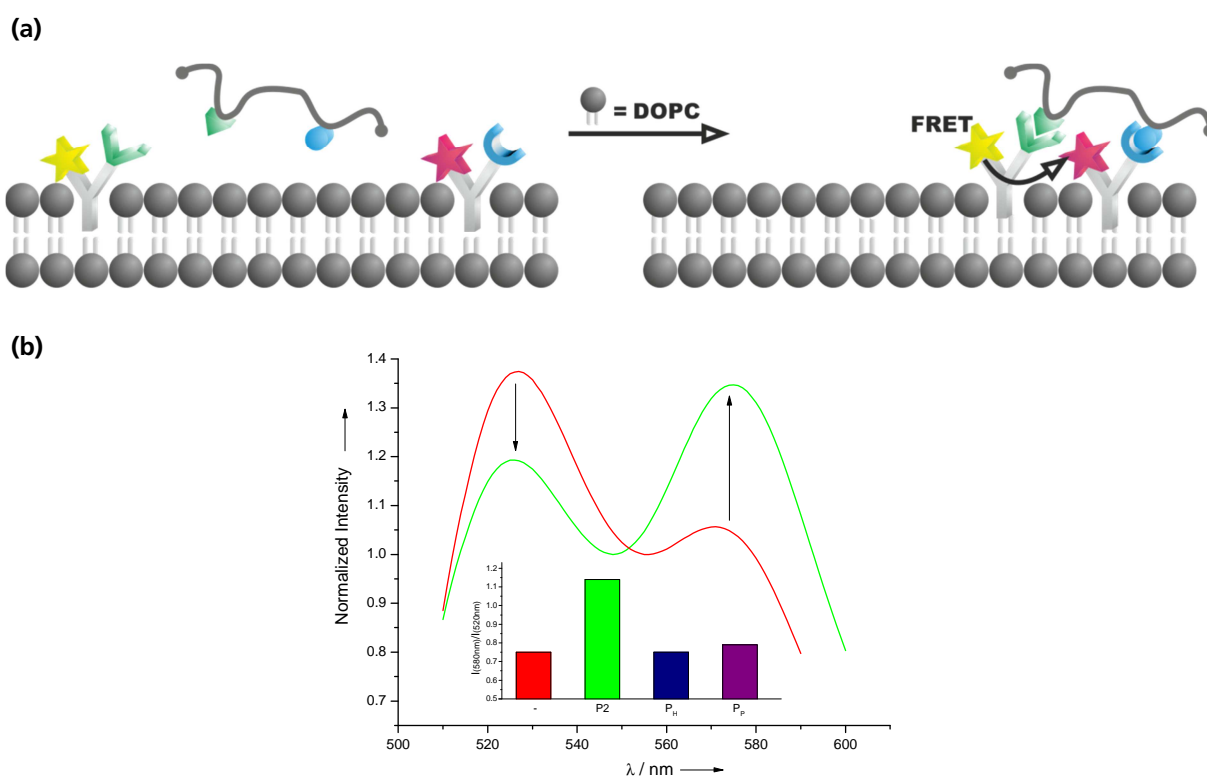 (a)
= DOPC
FRET
(b)
Normalized Intensity
1.4
1.3
1.2
1.1
1.0
0.9
0.8
0.7
I(580nm)/I(520nm)
1.2
1.1
1.0
0.9
0.8
0.7
0.6
0.5
- P2 PH PP
500 520 540 560 580 600
λ / nm